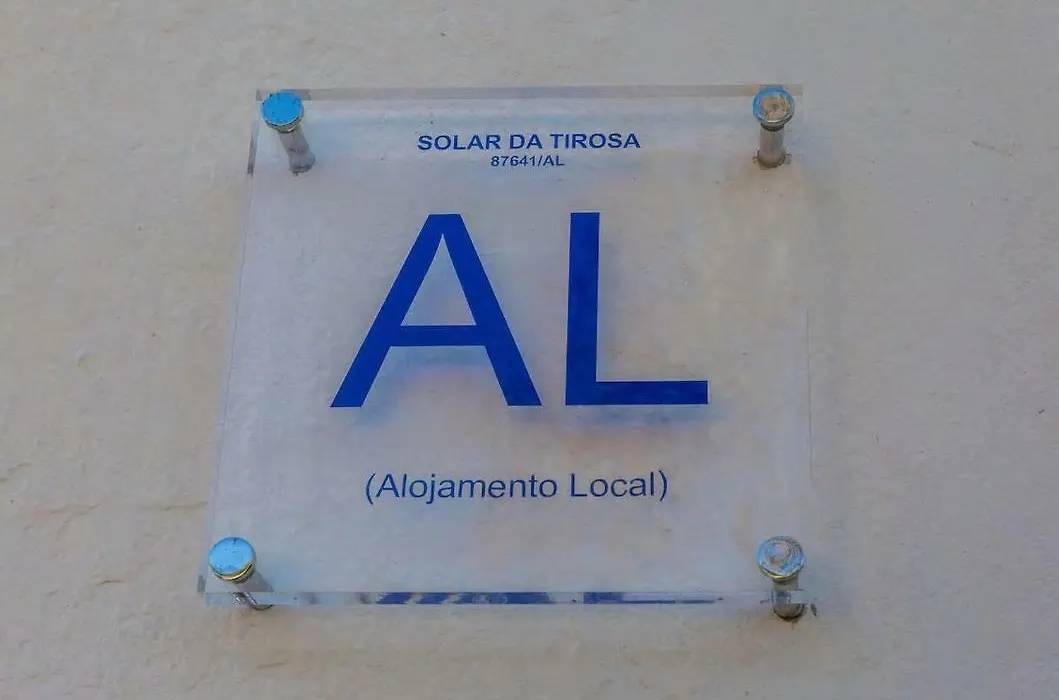 SOLAR DA TIROSA
87641/AL
AL
(Alojamento Local)